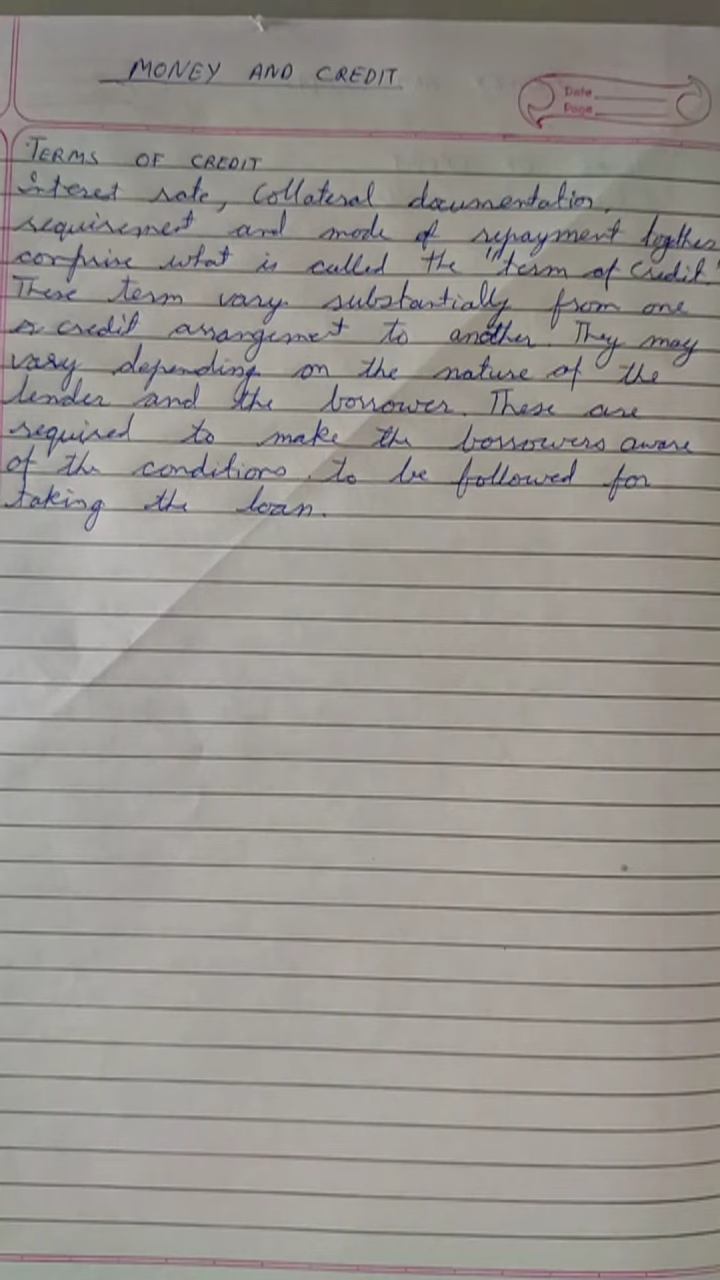 MONEY AND CREDIT
Date
Page
TERMS OF CREDIT
Interest rate, Collateral documentation,
requirement and mode of repayment together
comprise what is called the "term of Credit"
These term vary substantially from one
credit arrangement to another. They may
vary depending on the nature of the
lender and the borrower. These are
required to make the borrowers aware
of the conditions to be followed for
taking the loan.